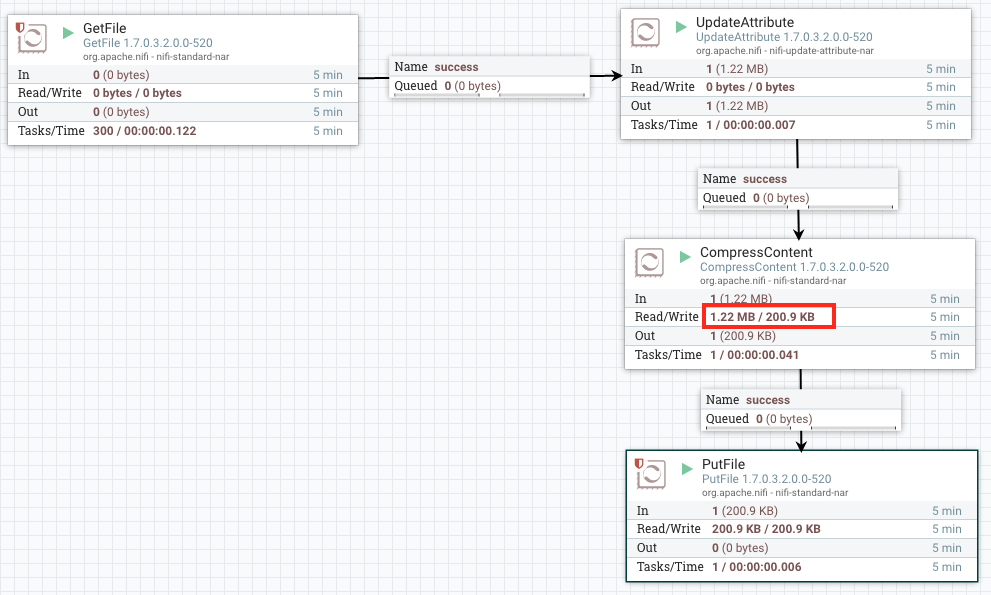 GetFile
GetFile 1.7.0.3.2.0.0-520
org.apache.nifi - nifi-standard-nar
In 0 (0 bytes) 5 min
Read/Write 0 bytes / 0 bytes 5 min
Out 0 (0 bytes) 5 min
Tasks/Time 300 / 00:00:00.122 5 min
Name success
Queued 0 (0 bytes)
UpdateAttribute
UpdateAttribute 1.7.0.3.2.0.0-520
org.apache.nifi - nifi-update-attribute-nar
In 1 (1.22 MB) 5 min
Read/Write 0 bytes / 0 bytes 5 min
Out 1 (1.22 MB) 5 min
Tasks/Time 1 / 00:00:00.007 5 min
Name success
Queued 0 (0 bytes)
CompressContent
CompressContent 1.7.0.3.2.0.0-520
org.apache.nifi - nifi-standard-nar
In 1 (1.22 MB) 5 min
Read/Write 1.22 MB / 200.9 KB 5 min
Out 1 (200.9 KB) 5 min
Tasks/Time 1 / 00:00:00.041 5 min
Name success
Queued 0 (0 bytes)
PutFile
PutFile 1.7.0.3.2.0.0-520
org.apache.nifi - nifi-standard-nar
In 1 (200.9 KB) 5 min
Read/Write 200.9 KB / 200.9 KB 5 min
Out 0 (0 bytes) 5 min
Tasks/Time 1 / 00:00:00.006 5 min